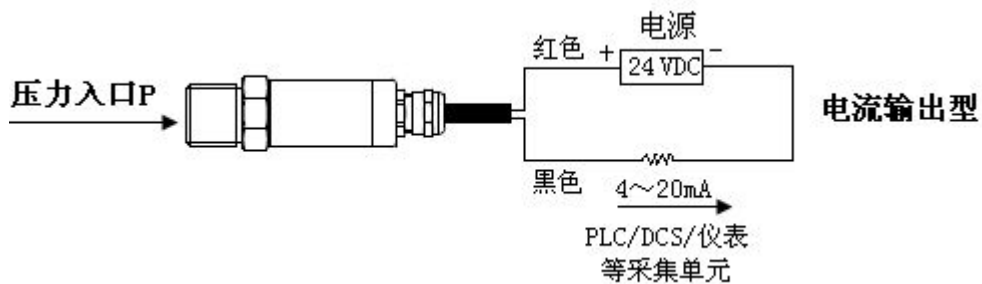 电源
红色 + 24 VDC -
压力入口P
电流输出型
黑色
4～20mA
PLC/DCS/仪表
等采集单元